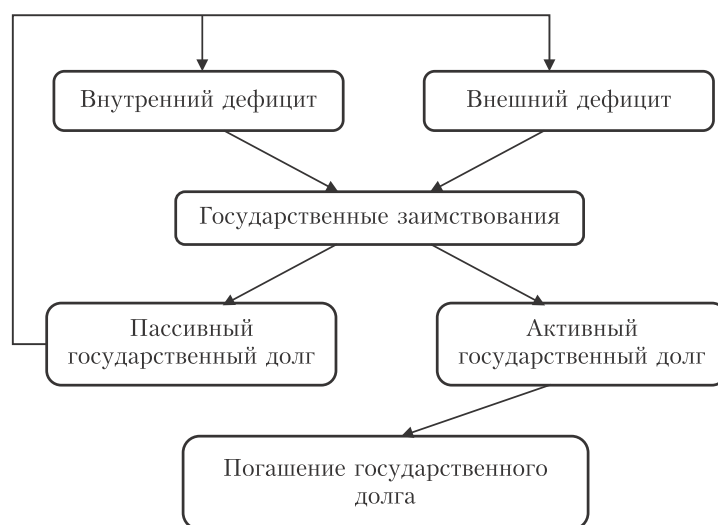 Внутренний дефицит
Внешний дефицит
Государственные заимствования
Пассивный
государственный долг
Активный
государственный долг
Погашение государственного
долга